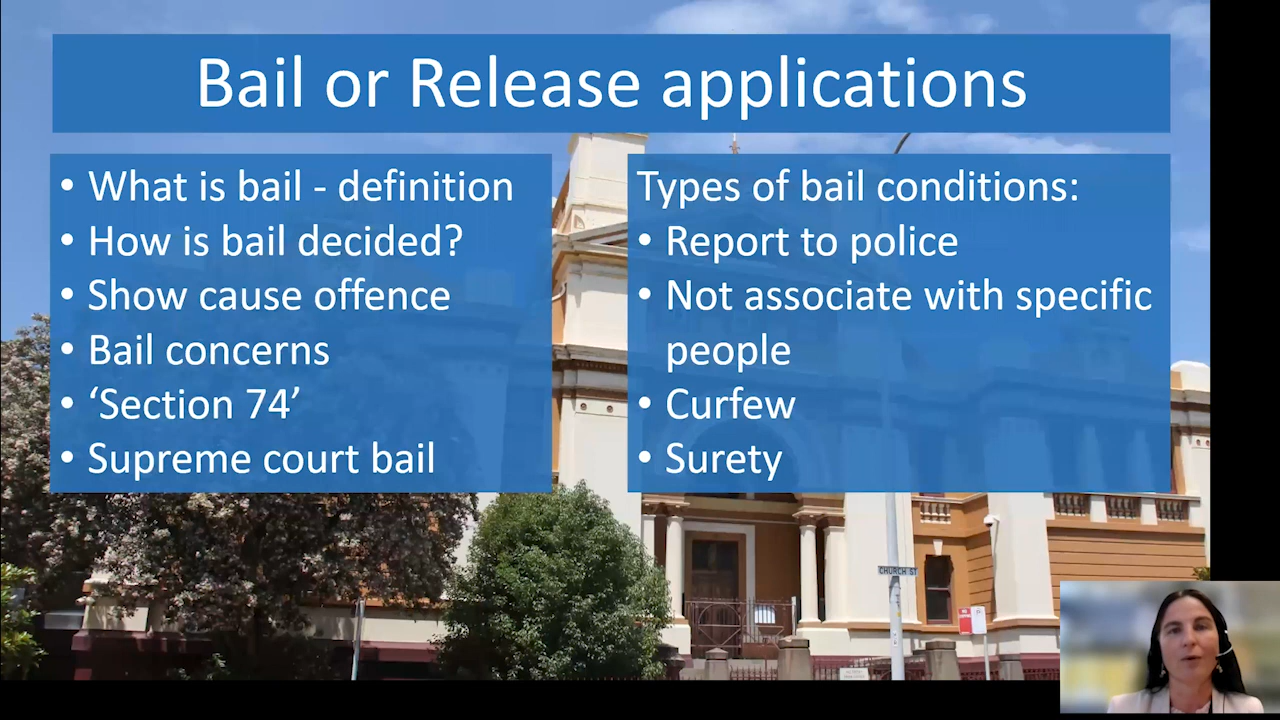 Bail or Release applications
• What is bail - definition
• How is bail decided?
• Show cause offence
• Bail concerns
• ‘Section 74’
• Supreme court bail
Types of bail conditions:
• Report to police
• Not associate with specific
people
• Curfew
• Surety
CHURCH ST